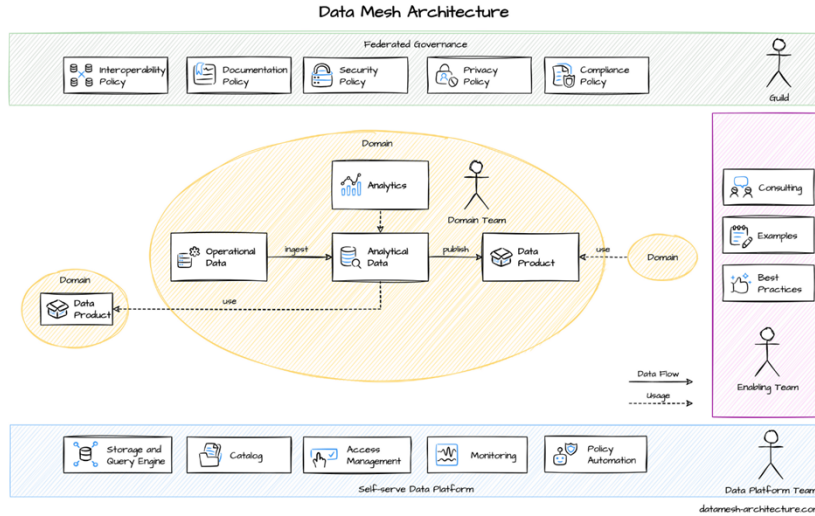 Data Mesh Architecture
Federated Governance
Interoperability
Policy
Documentation
Policy
Security
Policy
Privacy
Policy
Compliance
Policy
Guild
Domain
Analytics
Domain Team
Operational
Data
ingest
Analytical
Data
publish
Data
Product
use
Domain
Domain
Data
Product
use
Consulting
Examples
Best
Practices
Enabling Team
Data Flow
Usage
Storage and
Query Engine
Catalog
Access
Management
Monitoring
Policy
Automation
Self-serve Data Platform
Data Platform Team
datamesh-architecture.com